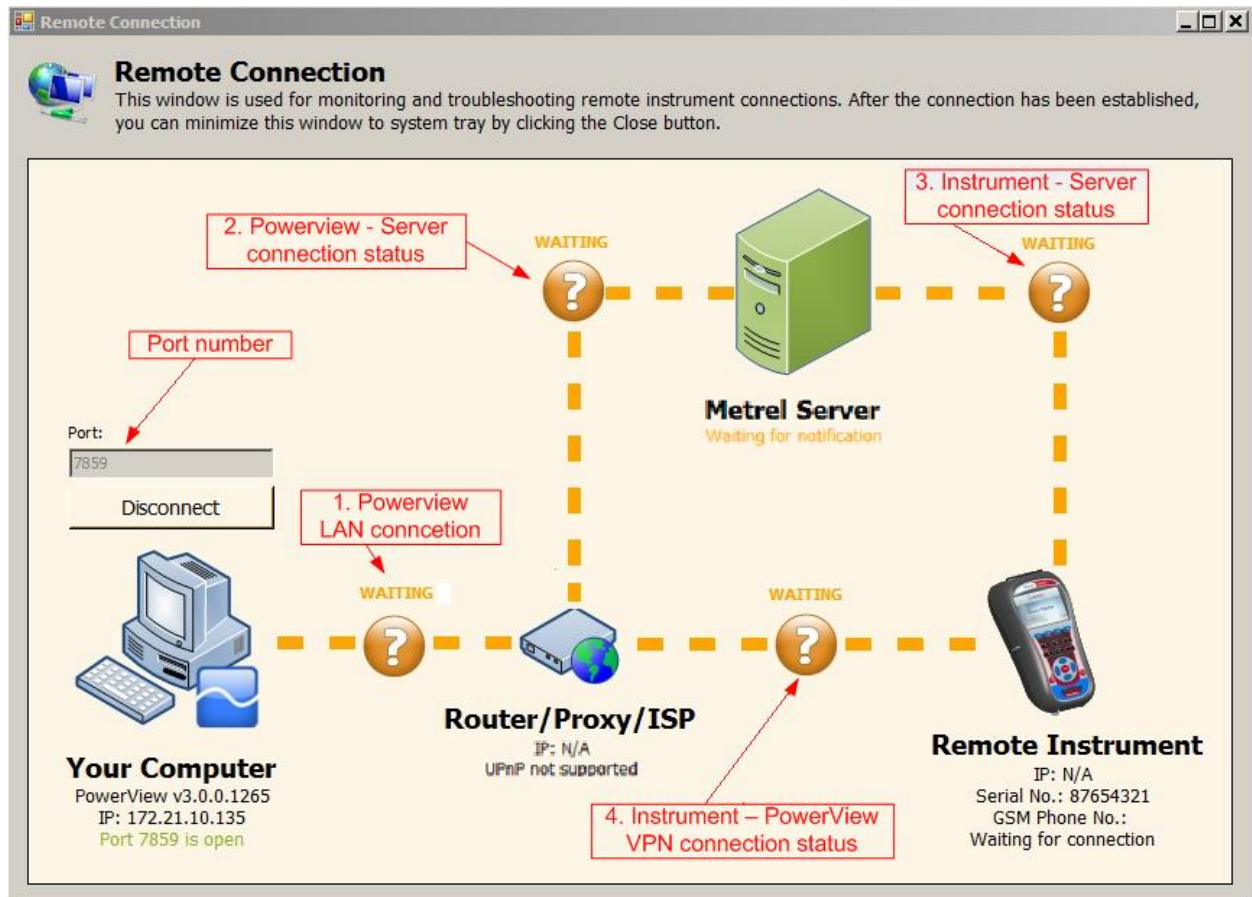 Remote Connection
Remote Connection
This window is used for monitoring and troubleshooting remote instrument connections. After the connection has been established,
you can minimize this window to system tray by clicking the Close button.
3. Instrument - Server
connection status
2. Powerview - Server
connection status
WAITING
WAITING
Port number
Metrel Server
Waiting for notification
Port:
7859
Disconnect
1. Powerview
LAN conncetion
WAITING
WAITING
Router/Proxy/ISP
IP: N/A
UPnP not supported
Your Computer
PowerView v3.0.0.1265
IP: 172.21.10.135
Port 7859 is open
4. Instrument – PowerView
VPN connection status
Remote Instrument
IP: N/A
Serial No.: 87654321
GSM Phone No.:
Waiting for connection